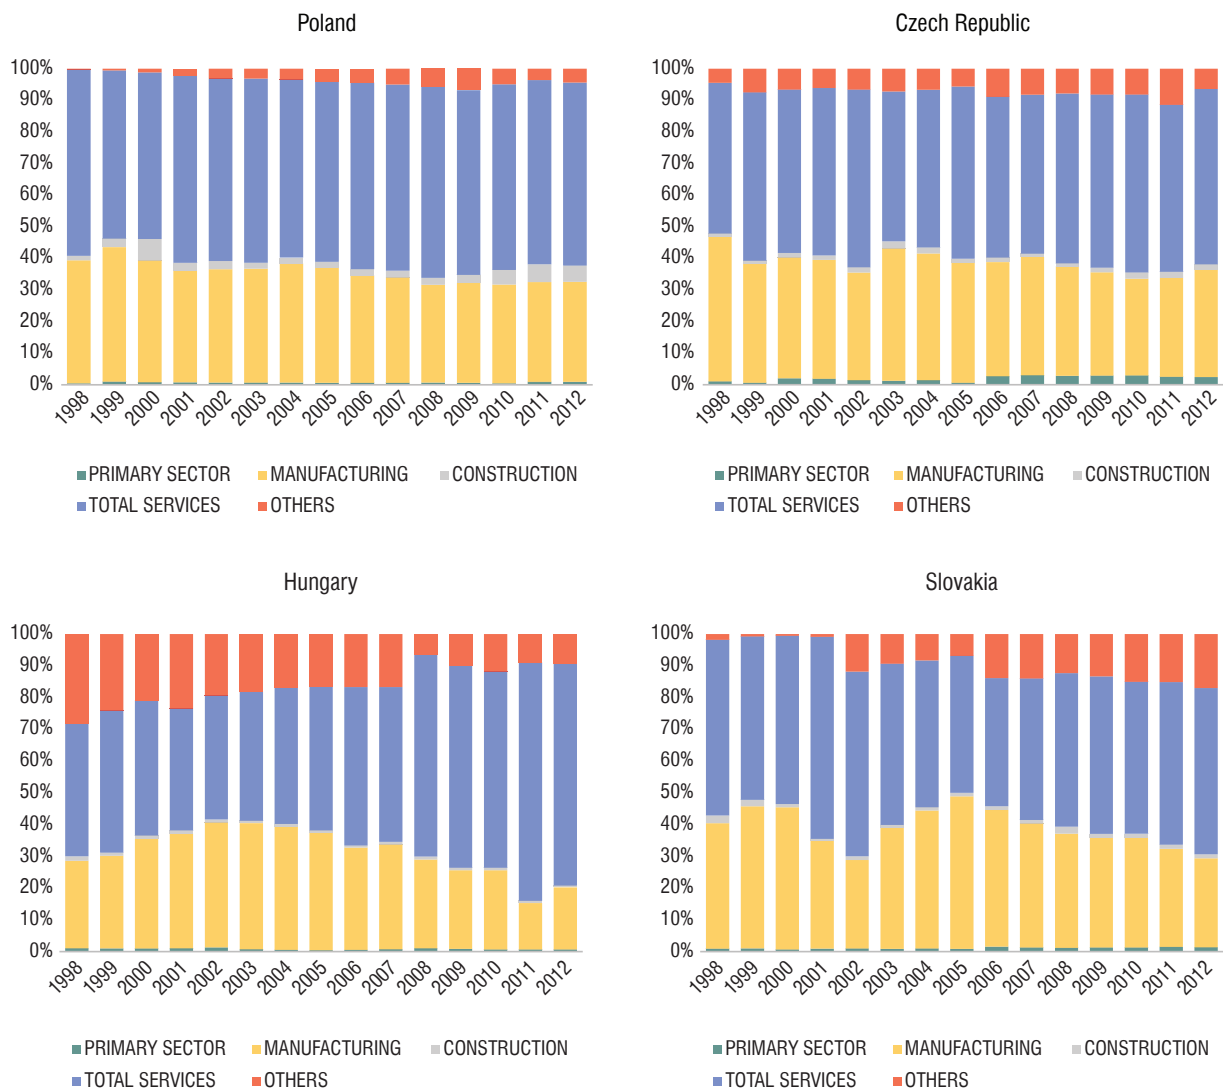 Poland
100%
90%
80%
70%
60%
50%
40%
30%
20%
10%
0%
1998 1999 2000 2001 2002 2003 2004 2005 2006 2007 2008 2009 2010 2011 2012
PRIMARY SECTOR MANUFACTURING CONSTRUCTION
TOTAL SERVICES OTHERS
Czech Republic
100%
90%
80%
70%
60%
50%
40%
30%
20%
10%
0%
1998 1999 2000 2001 2002 2003 2004 2005 2006 2007 2008 2009 2010 2011 2012
PRIMARY SECTOR MANUFACTURING CONSTRUCTION
TOTAL SERVICES OTHERS
Hungary
100%
90%
80%
70%
60%
50%
40%
30%
20%
10%
0%
1998 1999 2000 2001 2002 2003 2004 2005 2006 2007 2008 2009 2010 2011 2012
PRIMARY SECTOR MANUFACTURING CONSTRUCTION
TOTAL SERVICES OTHERS
Slovakia
100%
90%
80%
70%
60%
50%
40%
30%
20%
10%
0%
1998 1999 2000 2001 2002 2003 2004 2005 2006 2007 2008 2009 2010 2011 2012
PRIMARY SECTOR MANUFACTURING CONSTRUCTION
TOTAL SERVICES OTHERS